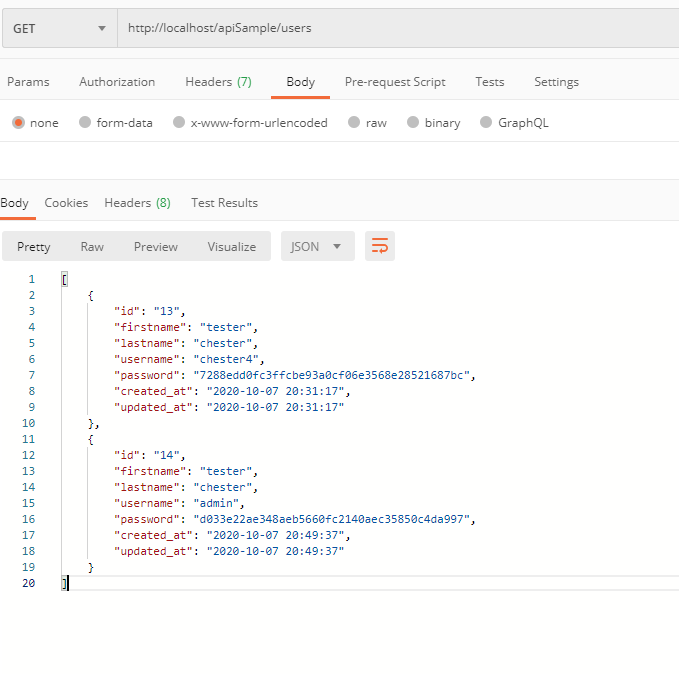 GET http://localhost/apiSample/users
Params Authorization Headers (7) Body Pre-request Script Tests Settings
none form-data x-www-form-urlencoded raw binary GraphQL
Body Cookies Headers (8) Test Results
Pretty Raw Preview Visualize JSON
1 [
2 {
3 "id": "13",
4 "firstname": "tester",
5 "lastname": "chester",
6 "username": "chester4",
7 "password": "7288edd0fc3ffcbe93a0cf06e3568e28521687bc",
8 "created_at": "2020-10-07 20:31:17",
9 "updated_at": "2020-10-07 20:31:17"
10 },
11 {
12 "id": "14",
13 "firstname": "tester",
14 "lastname": "chester",
15 "username": "admin",
16 "password": "d033e22ae348aeb5660fc2140aec35850c4da997",
17 "created_at": "2020-10-07 20:49:37",
18 "updated_at": "2020-10-07 20:49:37"
19 }
20 ]